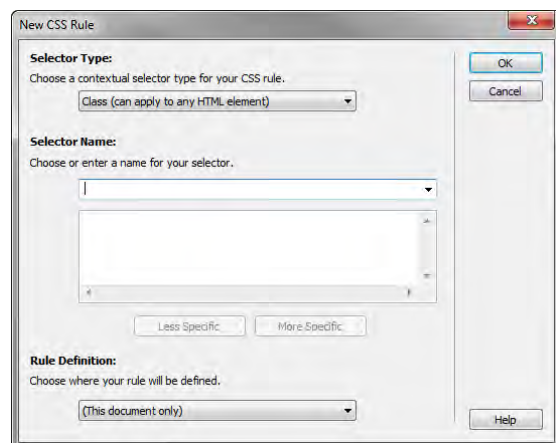 New CSS Rule
Selector Type:
Choose a contextual selector type for your CSS rule.
Class (can apply to any HTML element)
OK
Cancel
Selector Name:
Choose or enter a name for your selector.
Less Specific
More Specific
Rule Definition:
Choose where your rule will be defined.
(This document only)
Help